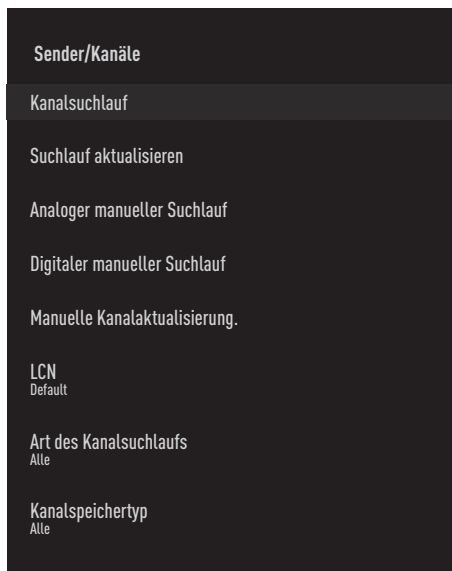 Sender/Kanäle
Kanalsuchlauf
Suchlauf aktualisieren
Analoger manueller Suchlauf
Digitaler manueller Suchlauf
Manuelle Kanalaktualisierung.
LCN
Default
Art des Kanalsuchlaufs
Alle
Kanalspeichertyp
Alle